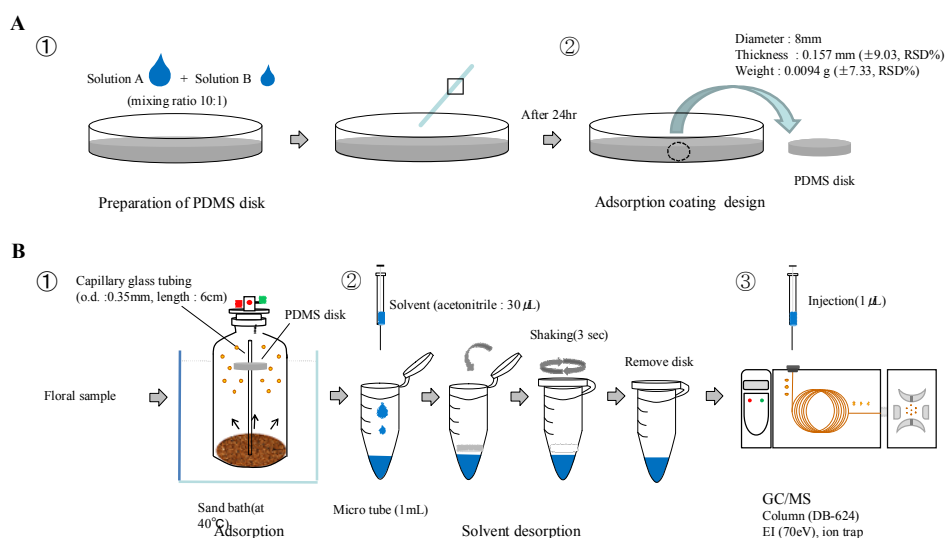 A
①
Solution A + Solution B
(mixing ratio 10:1)
After 24hr
②
Diameter : 8mm
Thickness : 0.157 mm (±9.03, RSD%)
Weight : 0.0094 g (±7.33, RSD%)
PDMS disk
Preparation of PDMS disk
Adsorption coating design
B
①
Capillary glass tubing
(o.d. :0.35mm, length : 6cm)
PDMS disk
Floral sample
Sand bath(at
40℃)
Adsorption
②
Solvent (acetonitrile : 30 μL)
Shaking(3 sec)
Remove disk
Micro tube (1mL)
Solvent desorption
③
Injection(1 μL)
GC/MS
Column (DB-624)
EI (70eV), ion trap